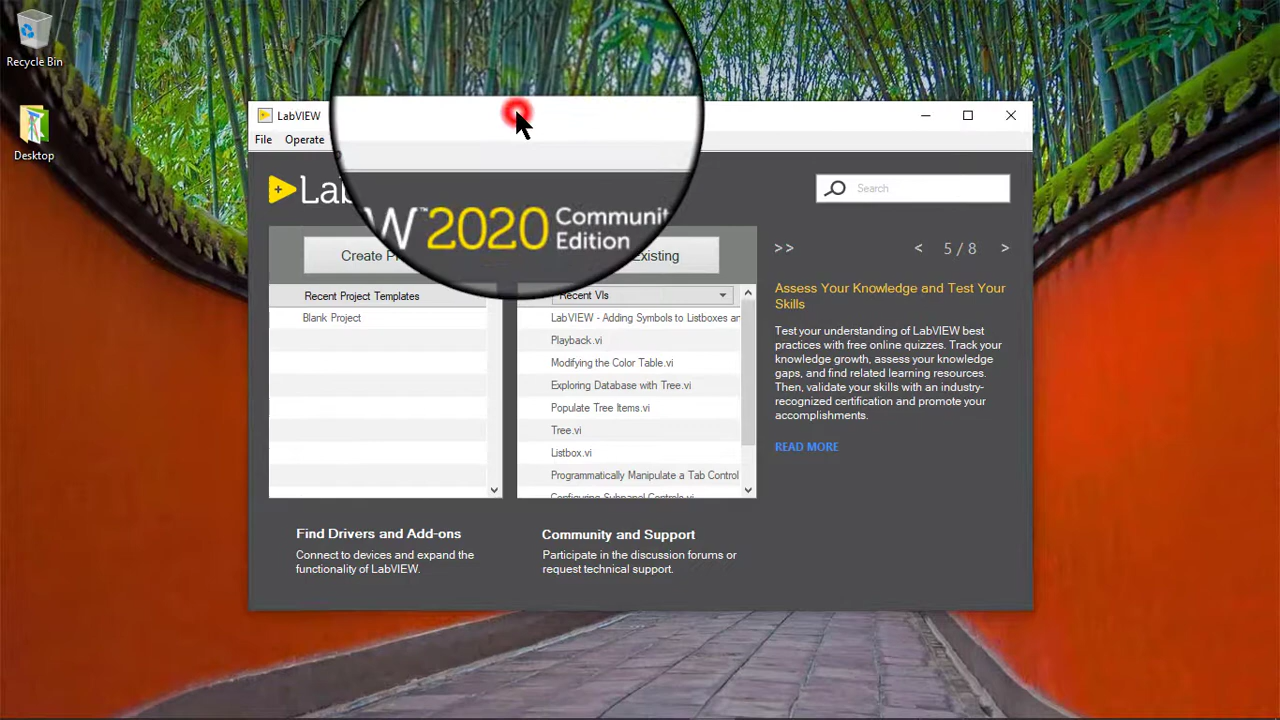 Recycle Bin
Desktop
LabVIEW
File Operate
Lab
W™ 2020 Communit
Edition
Search
Create P
Existing
>> < 5 / 8 >
Recent Project Templates
Blank Project
Recent VIs
LabVIEW - Adding Symbols to Listboxes an
Playback.vi
Modifying the Color Table.vi
Exploring Database with Tree.vi
Populate Tree Items.vi
Tree.vi
Listbox.vi
Programmatically Manipulate a Tab Control
Configuring Subpanel Controls.vi
Assess Your Knowledge and Test Your
Skills
Test your understanding of LabVIEW best
practices with free online quizzes. Track your
knowledge growth, assess your knowledge
gaps, and find related learning resources.
Then, validate your skills with an industry-
recognized certification and promote your
accomplishments.
READ MORE
Find Drivers and Add-ons
Connect to devices and expand the
functionality of LabVIEW.
Community and Support
Participate in the discussion forums or
request technical support.